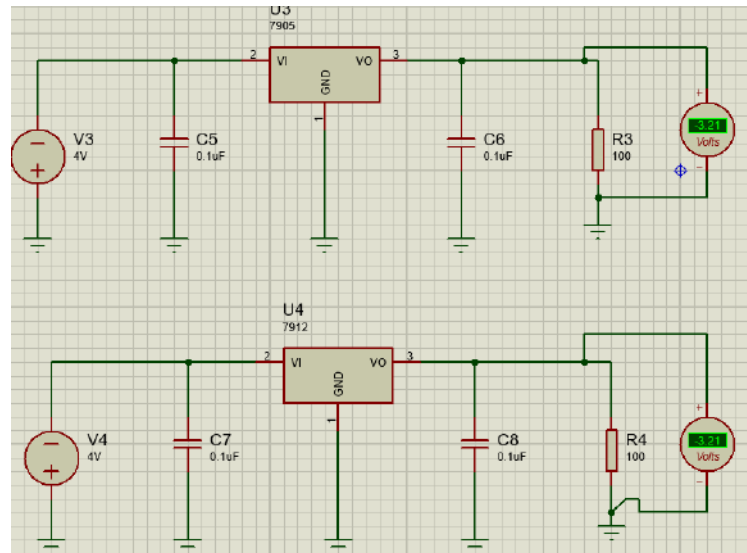 U3
7905
2
VI
VO
3
GND
1
V3
4V
C5
0.1uF
C6
0.1uF
R3
100
+
-3.21
Volts
−
U4
7912
2
VI
VO
3
GND
1
V4
4V
C7
0.1uF
C8
0.1uF
R4
100
+
-3.21
Volts
−